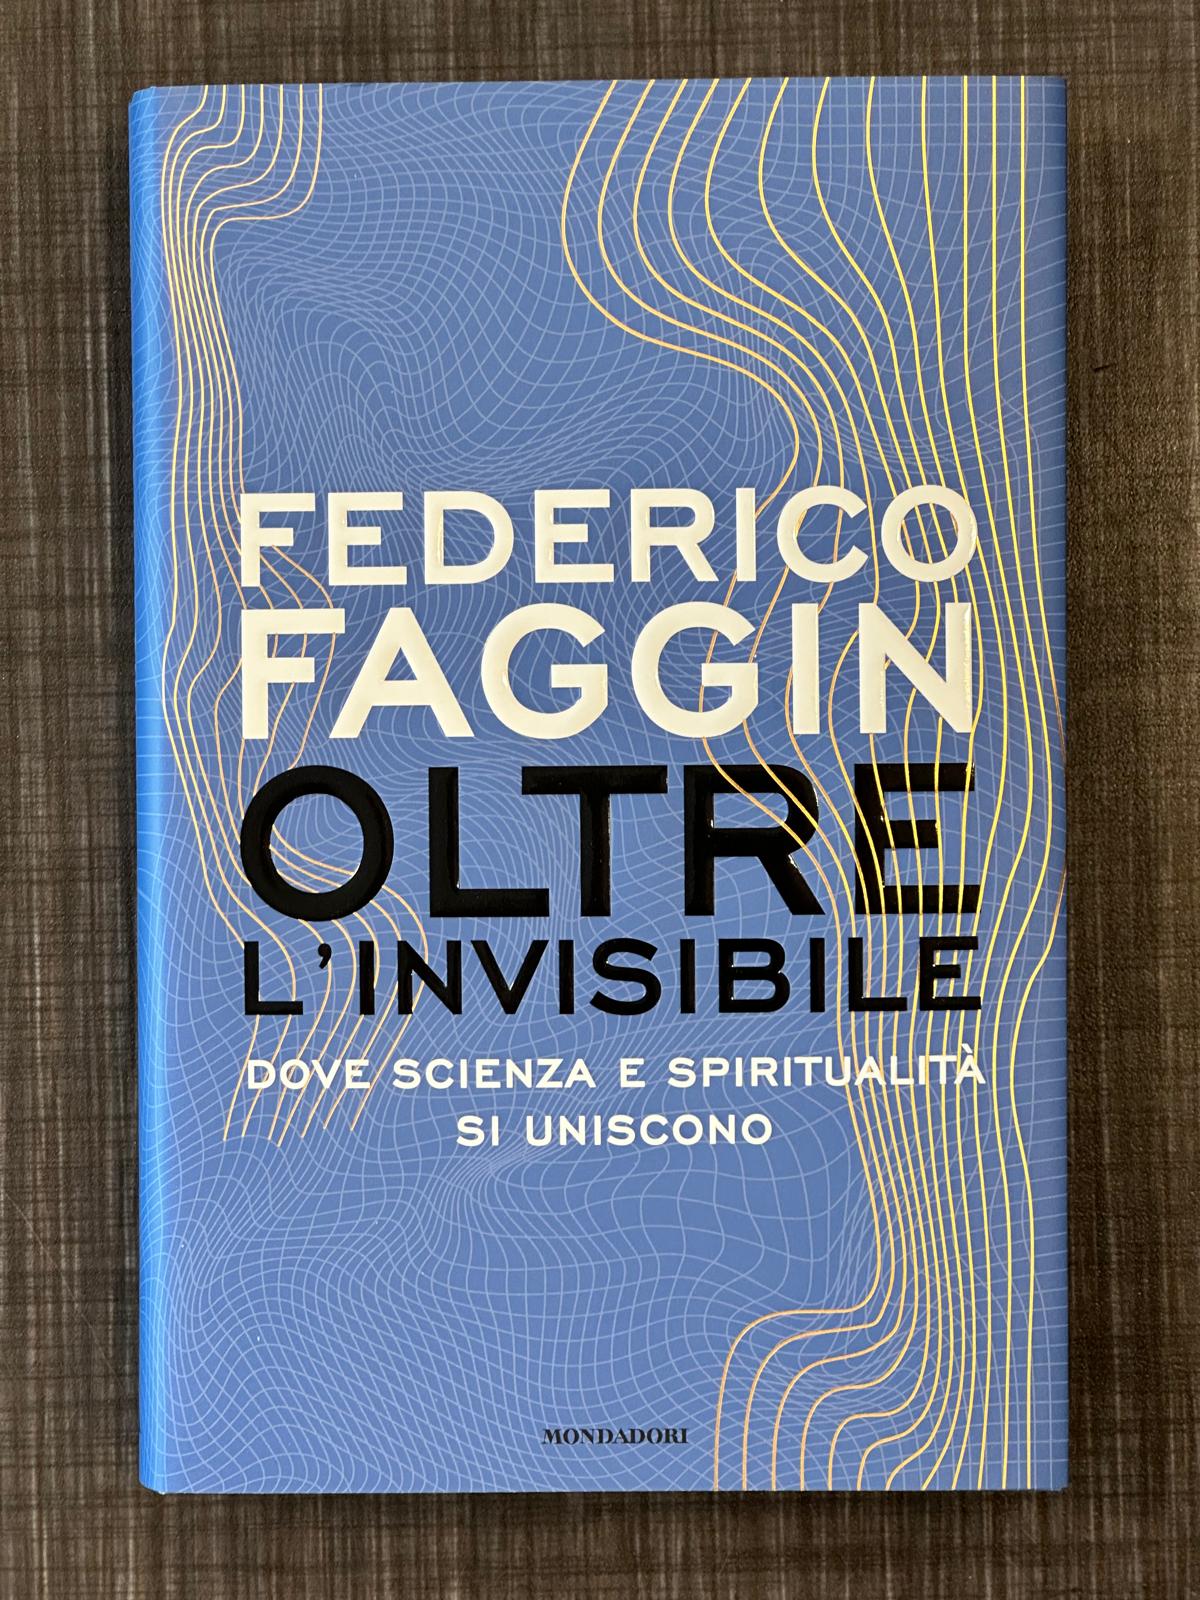 FEDERICO
FAGGIN
OLTRE
L'INVISIBILE
DOVE SCIENZA E SPIRITUALITÀ
SI UNISCONO
MONDADORI